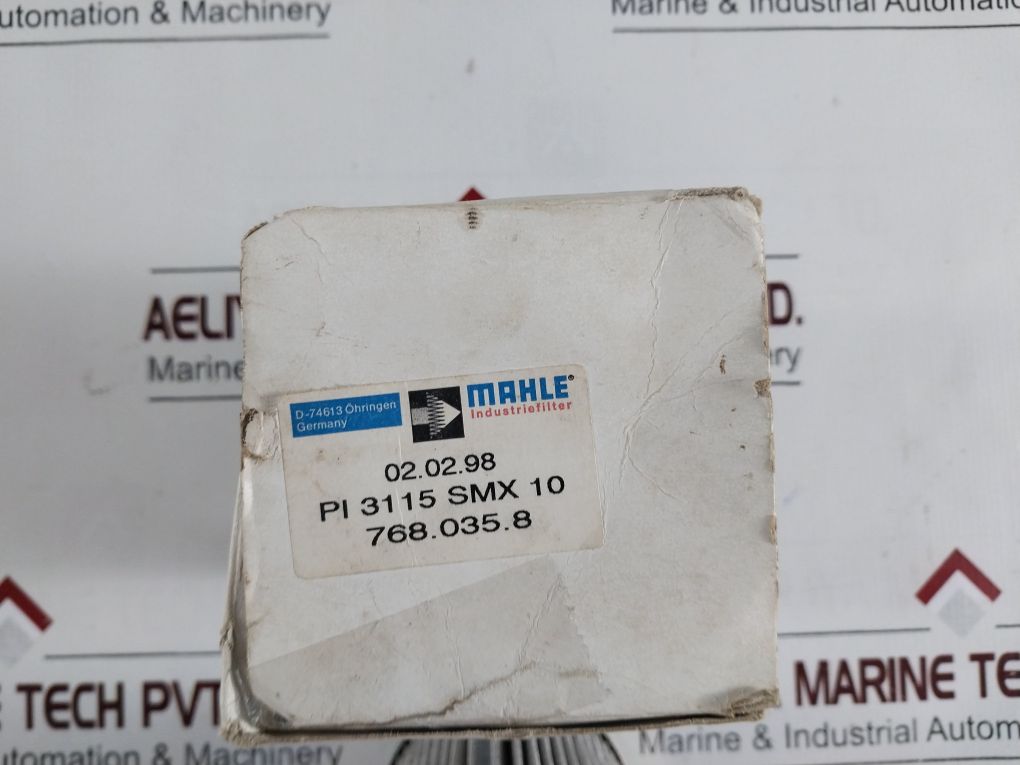 utomation & Machinery
Marine & Industrial Automation
AELI
D.
Marine
ry
D-74613 Öhringen
Germany
MAHLE®
Industriefilter
02.02.98
PI 3115 SMX 10
768.035.8
E TECH PVT
utomation & Machinery
MARINE TE
Marine & Industrial Autom